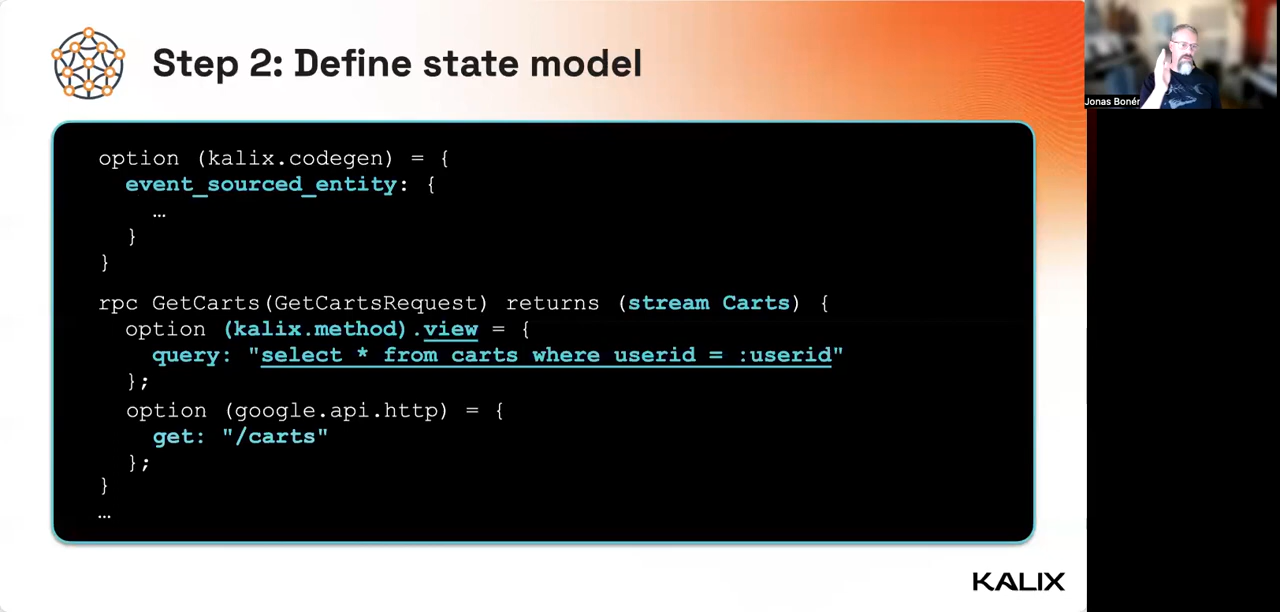 Step 2: Define state model
Jonas Bonér
option (kalix.codegen) = {
event_sourced_entity: {
…
}
}
rpc GetCarts(GetCartsRequest) returns (stream Carts) {
option (kalix.method).view = {
query: "select * from carts where userid = :userid"
};
option (google.api.http) = {
get: "/carts"
};
}
…
KALIX